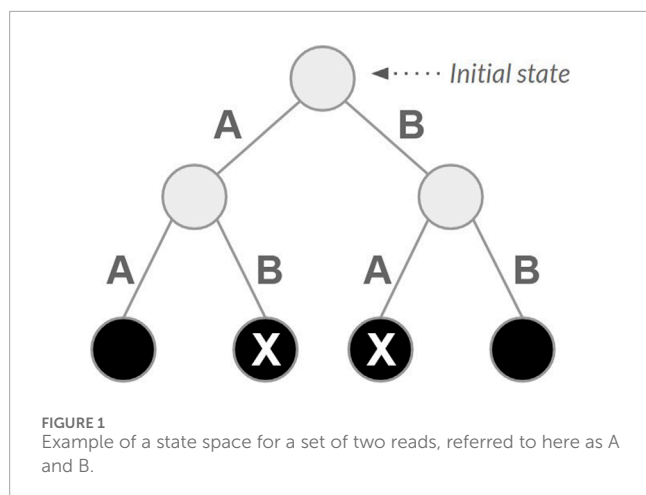 Initial state
A B
A B A B
X X
FIGURE 1
Example of a state space for a set of two reads, referred to here as A
and B.